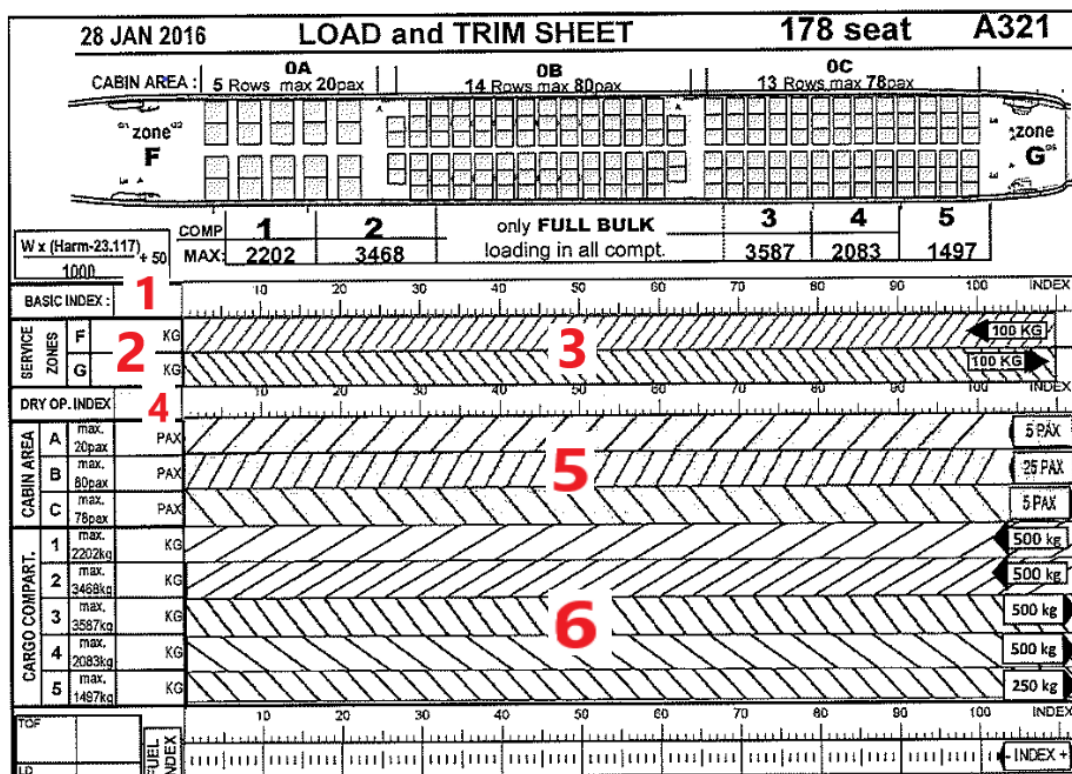 28 JAN 2016 LOAD and TRIM SHEET 178 seat A321
0A 0B 0C
CABIN AREA : 5 Rows max 20pax 14 Rows max 80pax 13 Rows max 78pax
zone zone
F G
COMP 1 2 only FULL BULK 3 4 5
MAX: 2202 3468 loading in all compt. 3587 2083 1497
W x (Harm-23.117) + 50
1000
1
10 20 30 40 50 60 70 80 90 100 INDEX
BASIC INDEX :
SERVICE ZONES
F KG 100 KG
2 3
G KG 100 KG
10 20 30 40 50 60 70 80 90 100 INDEX
DRY OP. INDEX 4
CABIN AREA
A max. 20pax PAX 5 PAX
B max. 80pax PAX 5 25 PAX
C max. 78pax PAX 5 PAX
CARGO COMPART.
1 max. 2202kg KG 500 kg
2 max. 3468kg KG 500 kg
3 max. 3587kg KG 6 500 kg
4 max. 2083kg KG 500 kg
5 max. 1497kg KG 250 kg
10 20 30 40 50 60 70 80 90 100 INDEX
TOF
LD
FUEL INDEX
- INDEX +